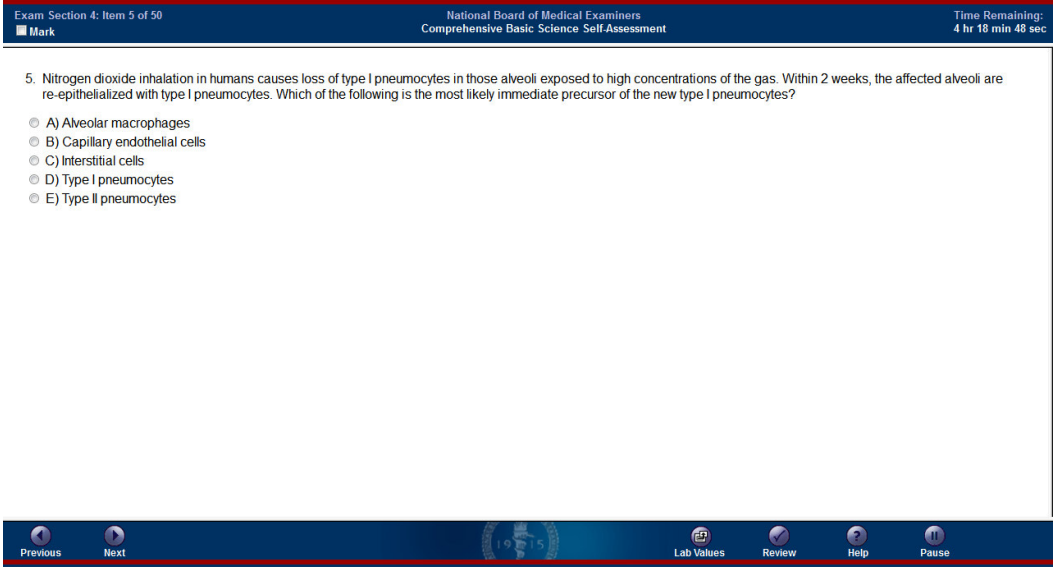 Exam Section 4: Item 5 of 50
National Board of Medical Examiners
Time Remaining:
Mark
Comprehensive Basic Science Self-Assessment
4 hr 18 min 48 sec
5. Nitrogen dioxide inhalation in humans causes loss of type I pneumocytes in those alveoli exposed to high concentrations of the gas. Within 2 weeks, the affected alveoli are
re-epithelialized with type I pneumocytes. Which of the following is the most likely immediate precursor of the new type I pneumocytes?
A) Alveolar macrophages
B) Capillary endothelial cells
C) Interstitial cells
D) Type I pneumocytes
E) Type II pneumocytes
19 15
Previous
Next
Lab Values
Review
Help
Pause